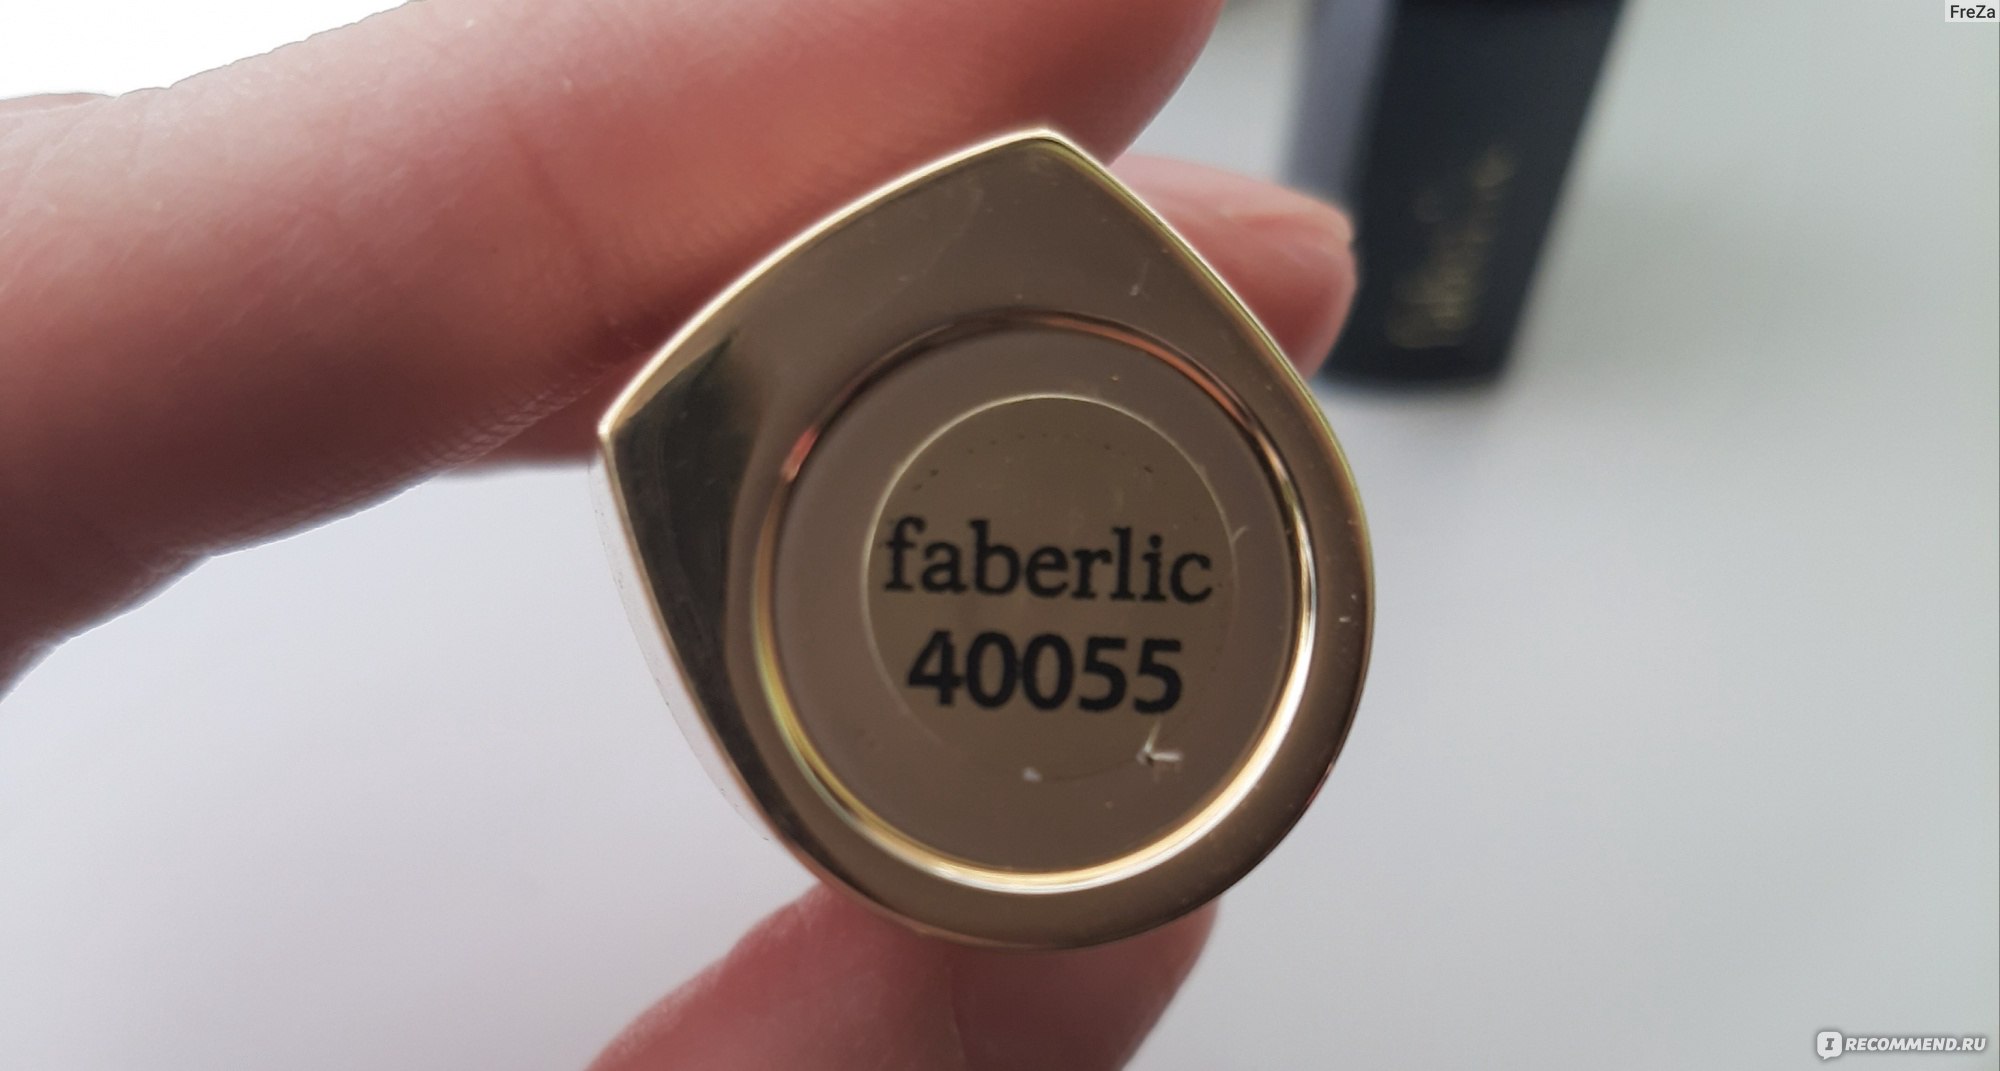 FreZa
faberlic
40055
I RECOMMEND.RU